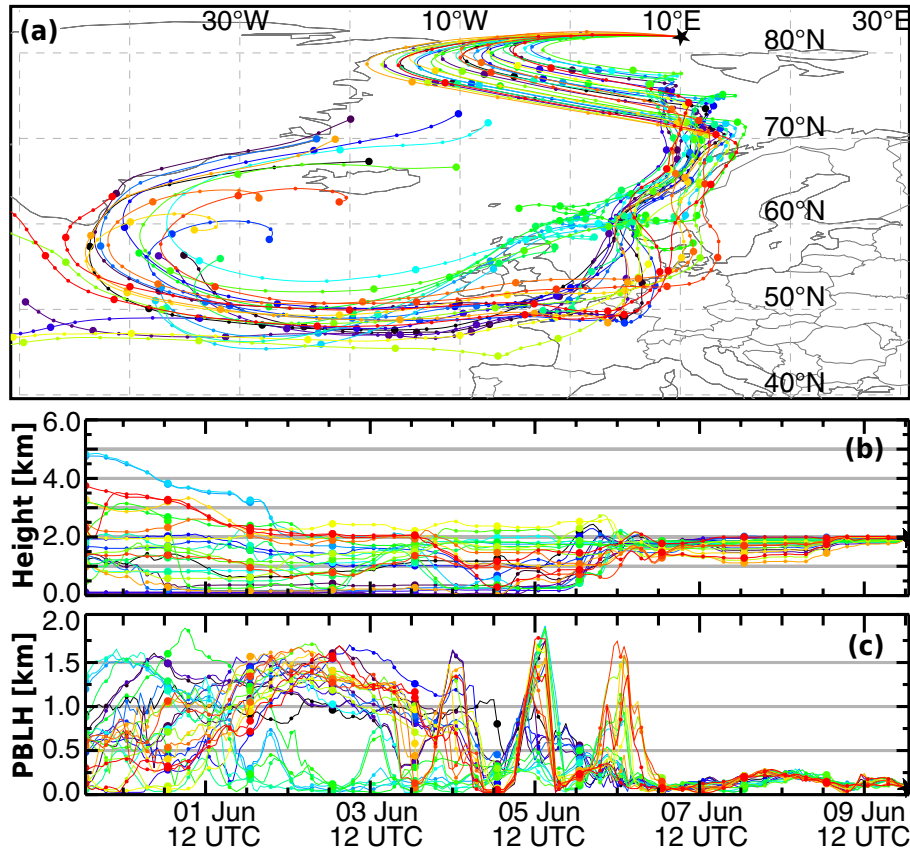 (a) 30°W 10°W 10°E 30°E
80°N
70°N
60°N
50°N
40°N
(b)
Height [km]
6.0
4.0
2.0
0.0
(c)
PBLH [km]
2.0
1.5
1.0
0.5
0.0
01 Jun 03 Jun 05 Jun 07 Jun 09 Jun
12 UTC 12 UTC 12 UTC 12 UTC 12 UTC